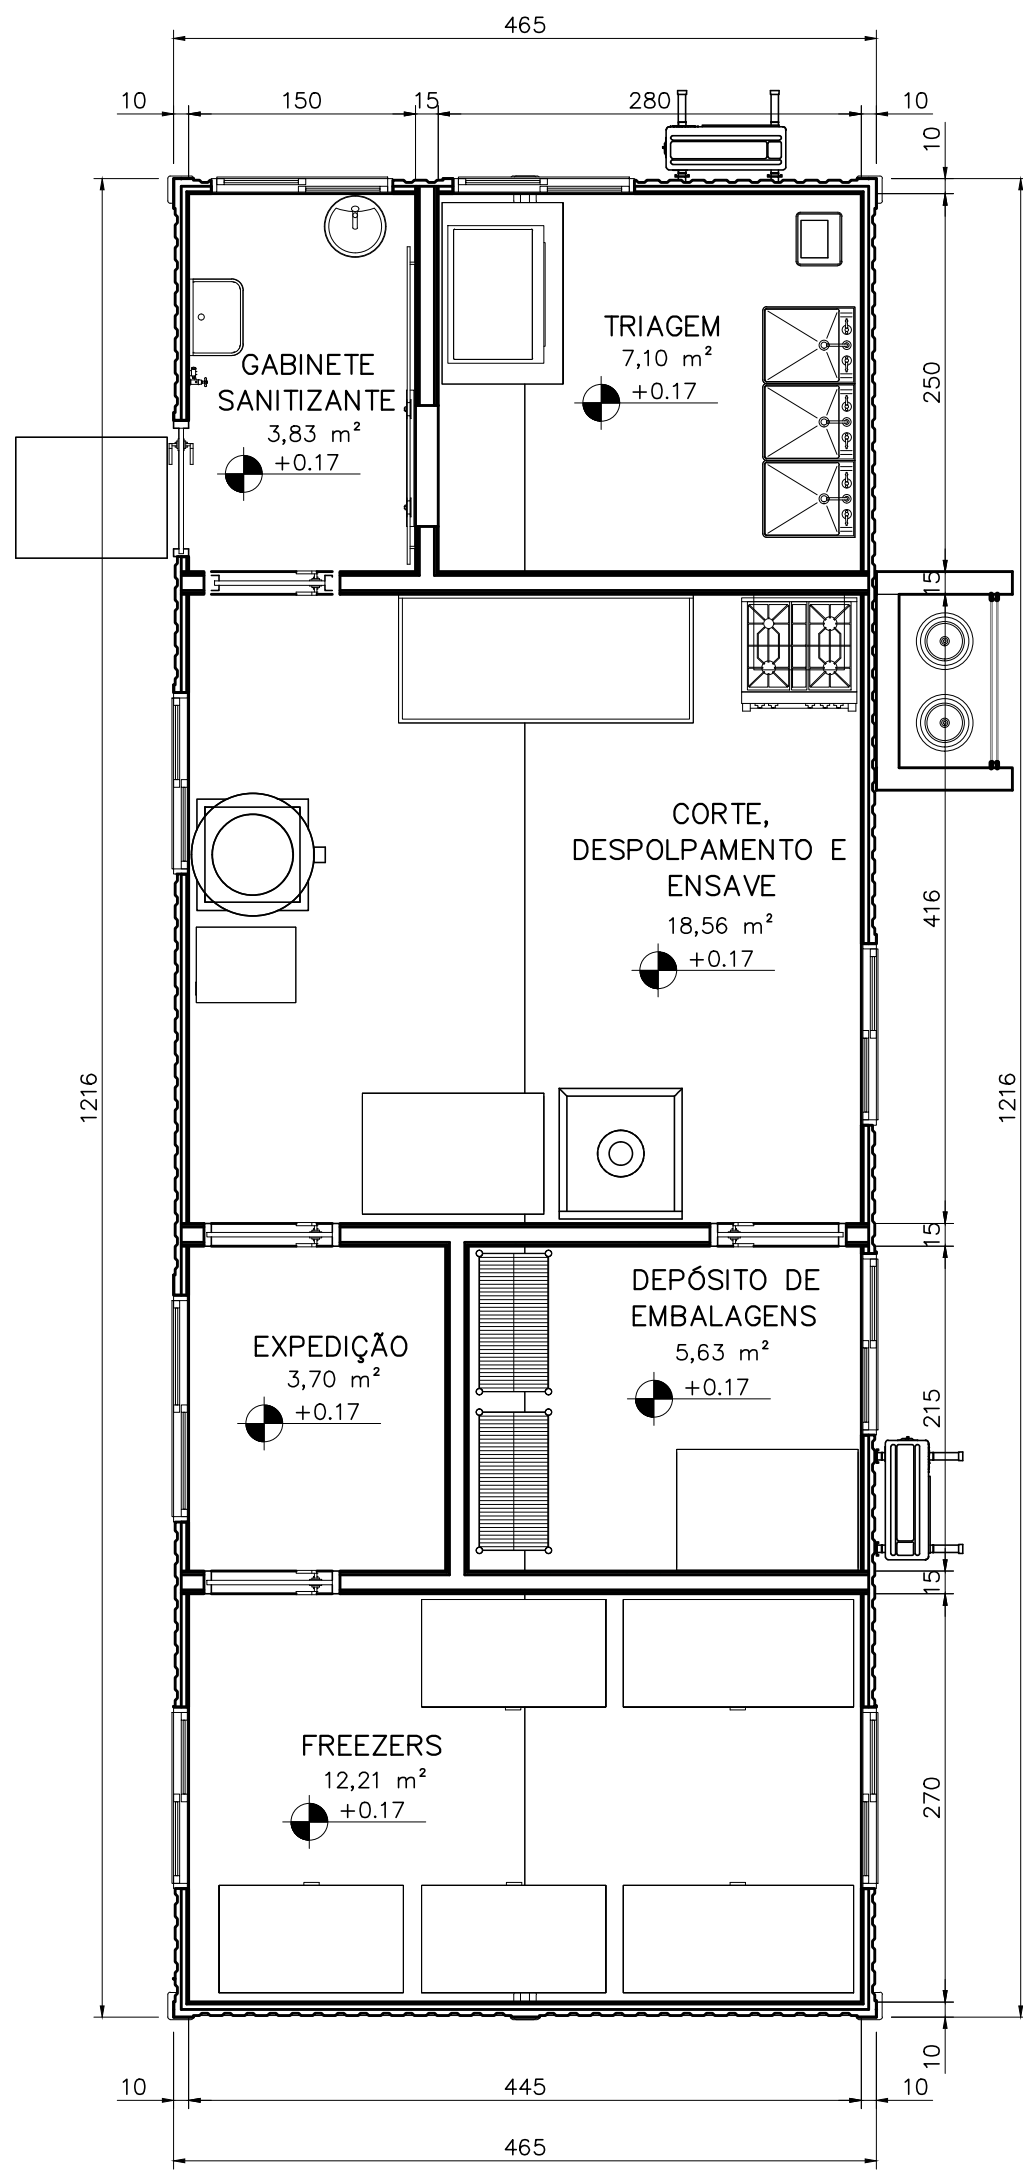 465
10
150
15
280
10
10
TRIAGEM
7,10 m²
+0.17
GABINETE
SANITIZANTE
3,83 m²
+0.17
250
15
CORTE,
DESPOLPAMENTO E
ENSAVE
18,56 m²
+0.17
416
1216
1216
15
DEPÓSITO DE
EMBALAGENS
5,63 m²
+0.17
EXPEDIÇÃO
3,70 m²
+0.17
215
15
FREEZERS
12,21 m²
+0.17
270
10
10
445
10
465